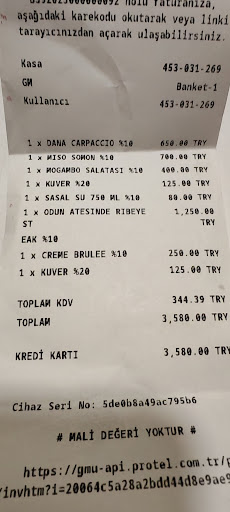 nolu faturanıza,
aşağıdaki karekodu okutarak veya linki
tarayıcınızdan açarak ulaşabilirsiniz.
Kasa 453-031-269
GM Banket-1
Kullanıcı 453-031-269
1 x DANA CARPACCIO %10 650.00 TRY
1 x MISO SOMON %10 700.00 TRY
1 x MOGAMBO SALATASI %10 400.00 TRY
1 x KUVER %20 125.00 TRY
1 x SASAL SU 750 ML %10 80.00 TRY
1 x ODUN ATESINDE RIBEYE 1,250.00
ST TRY
EAK %10
1 x CREME BRULEE %10 250.00 TRY
1 x KUVER %20 125.00 TRY
TOPLAM KDV 344.39 TRY
TOPLAM 3,580.00 TRY
KREDİ KARTI 3,580.00 TRY
Cihaz Seri No: 5de0b8a49ac795b6
# MALİ DEĞERİ YOKTUR #
https://gmu-api.protel.com.tr/p
/invhtm?i=20064c5a28a2bdd44d8e9ae9